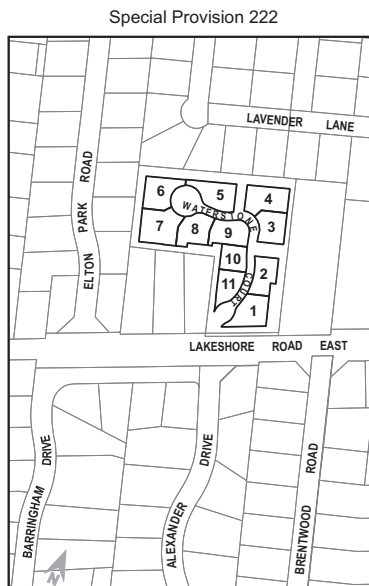 Special Provision 222
LAVENDER LANE
ELTON PARK ROAD
6
5
4
WATERSTONE COURT
7
8
9
3
10
2
11
1
LAKESHORE ROAD EAST
BARRINGHAM DRIVE
ALEXANDER DRIVE
BRENTWOOD ROAD
N